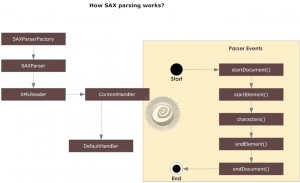 How SAX parsing works?
SAXParserFactory
SAXParser
XMLReader
ContentHandler
DefaultHandler
Parser Events
Start
startDocument()
startElement()
characters()
endElement()
endDocument()
End